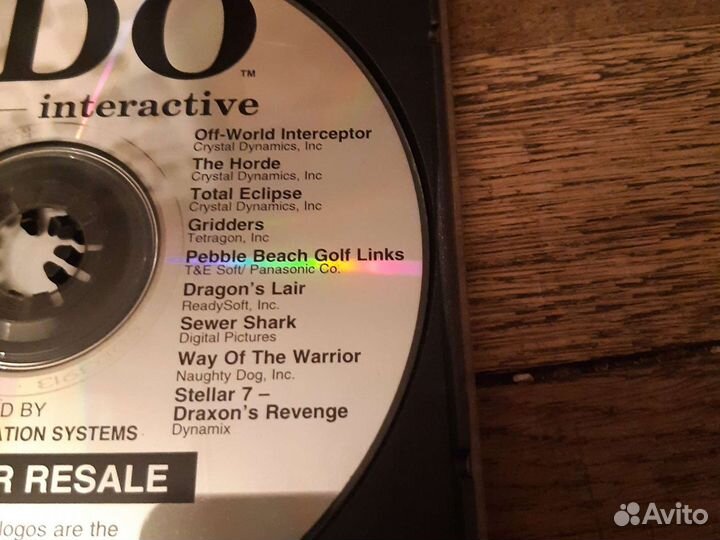 DO™
interactive
Off-World Interceptor
Crystal Dynamics, Inc
The Horde
Crystal Dynamics, Inc
Total Eclipse
Crystal Dynamics, Inc
Gridders
Tetragon, Inc
Pebble Beach Golf Links
T&E Soft/ Panasonic Co.
Dragon's Lair
ReadySoft, Inc.
Sewer Shark
Digital Pictures
Way Of The Warrior
Naughty Dog, Inc.
Stellar 7 –
Draxon's Revenge
Dynamix
D BY
ATION SYSTEMS
R RESALE
logos are the
Avito